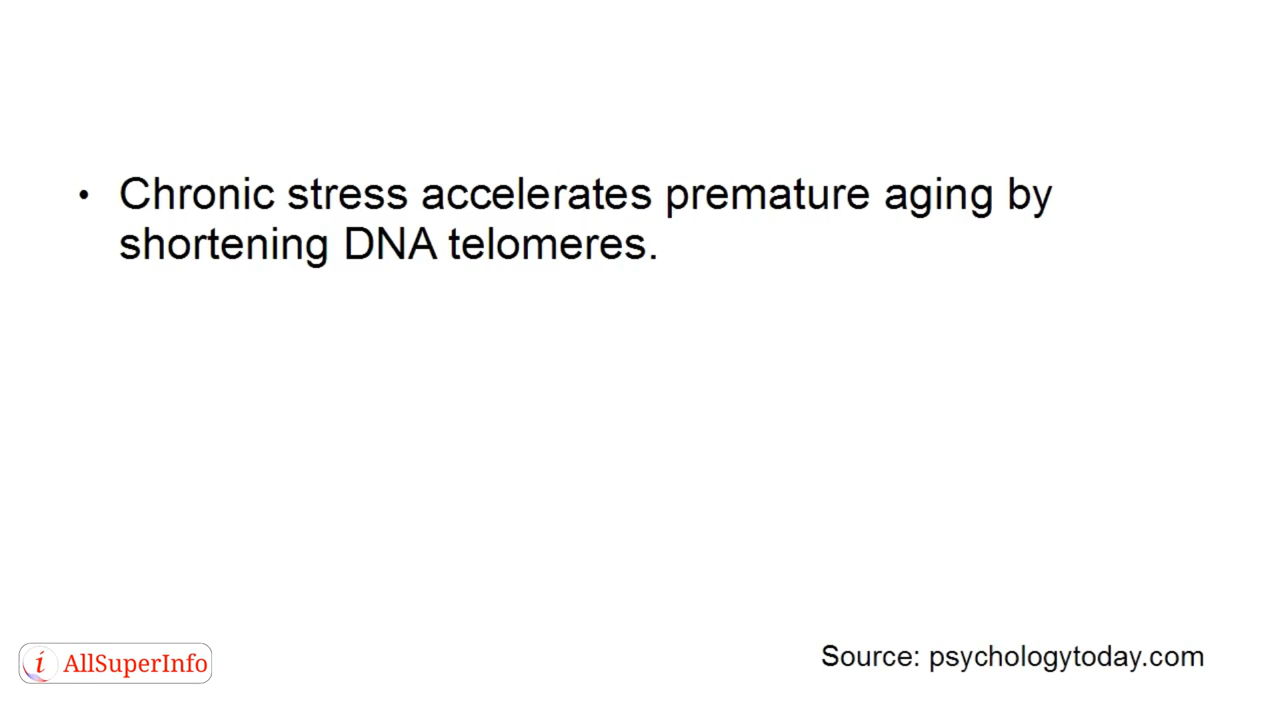 • Chronic stress accelerates premature aging by
shortening DNA telomeres.
i AllSuperInfo
Source: psychologytoday.com